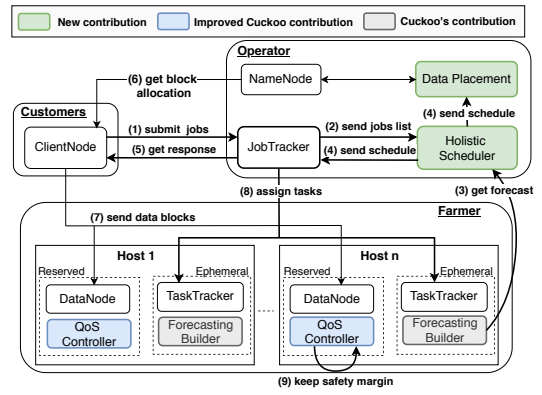 New contribution
Improved Cuckoo contribution
Cuckoo's contribution
Operator
(6) get block
allocation
NameNode
Data Placement
Customers
(4) send schedule
ClientNode
(1) submit jobs
(5) get response
JobTracker
(2) send jobs list
(4) send schedule
Holistic
Scheduler
(8) assign tasks
(3) get forecast
(7) send data blocks
Farmer
Host 1
Host n
Reserved
Ephemeral
Reserved
Ephemeral
DataNode
TaskTracker
DataNode
TaskTracker
QoS
Controller
Forecasting
Builder
QoS
Controller
Forecasting
Builder
(9) keep safety margin